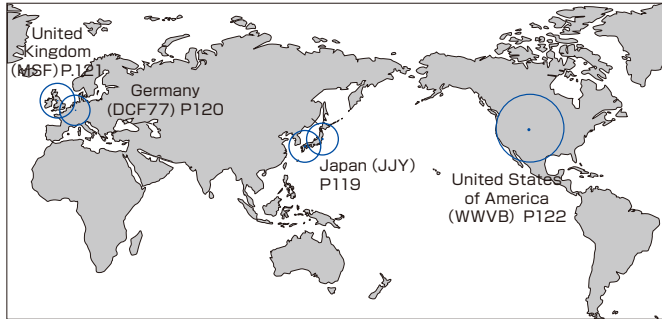 United
Kingdom
(MSF) P.121
Germany
(DCF77) P120
Japan (JJY)
P119
United States
of America
(WWVB) P122